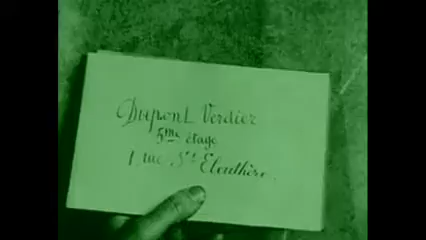 Dupont Verdier
5me étage
1, rue St Eleuthère.